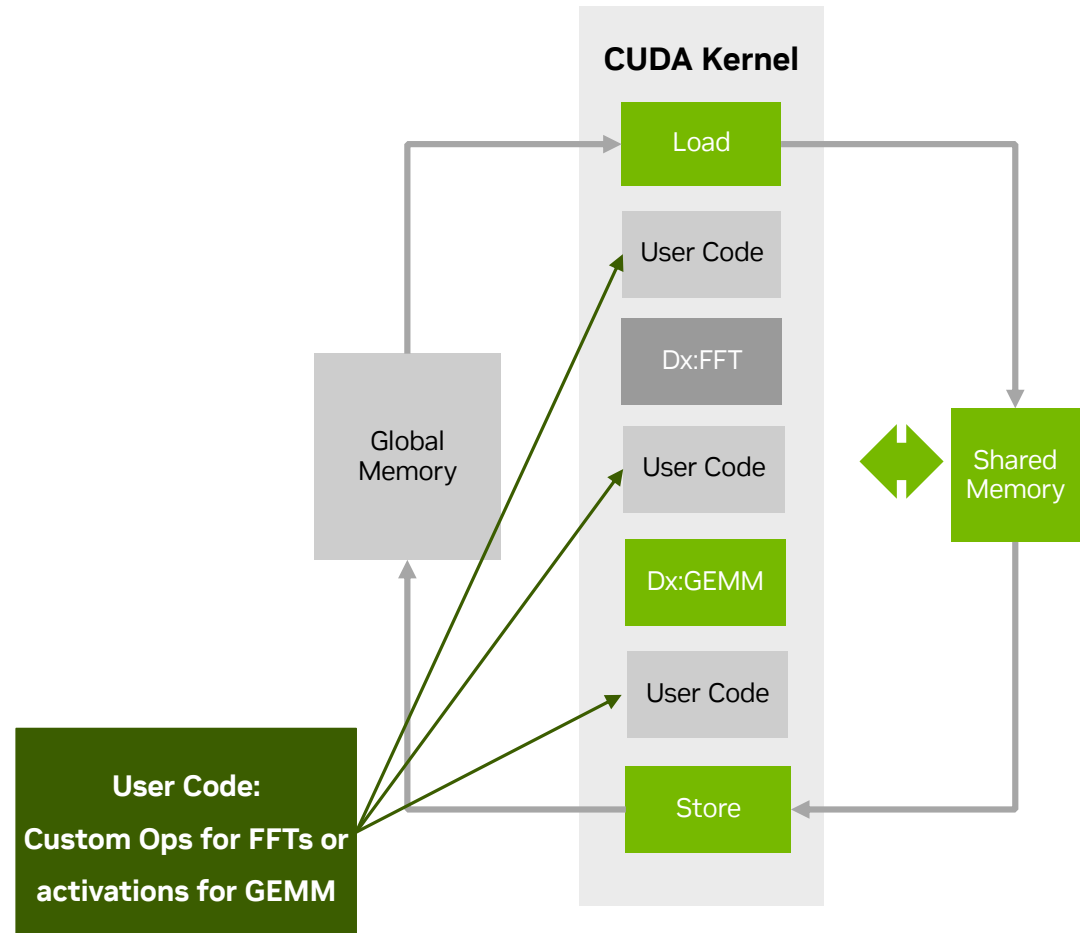 CUDA Kernel
Load
User Code
Dx:FFT
Global
Memory
User Code
Shared
Memory
Dx:GEMM
User Code
Store
User Code:
Custom Ops for FFTs or
activations for GEMM